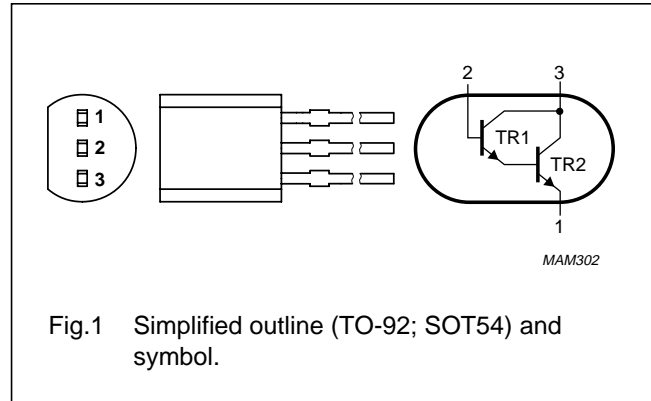 1
2
3
2 3
TR1
TR2
1
MAM302
Fig.1 Simplified outline (TO-92; SOT54) and
symbol.